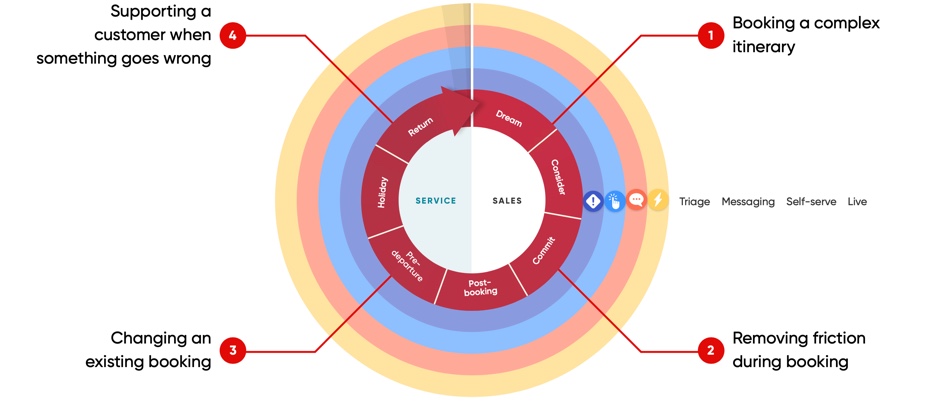 Supporting a
customer when
something goes wrong
4
1
Booking a complex
itinerary
Return
Dream
Holiday
Consider
SERVICE
SALES
Triage Messaging Self-serve Live
Pre-
departure
Commit
Post-
booking
Changing an
existing booking
3
2
Removing friction
during booking